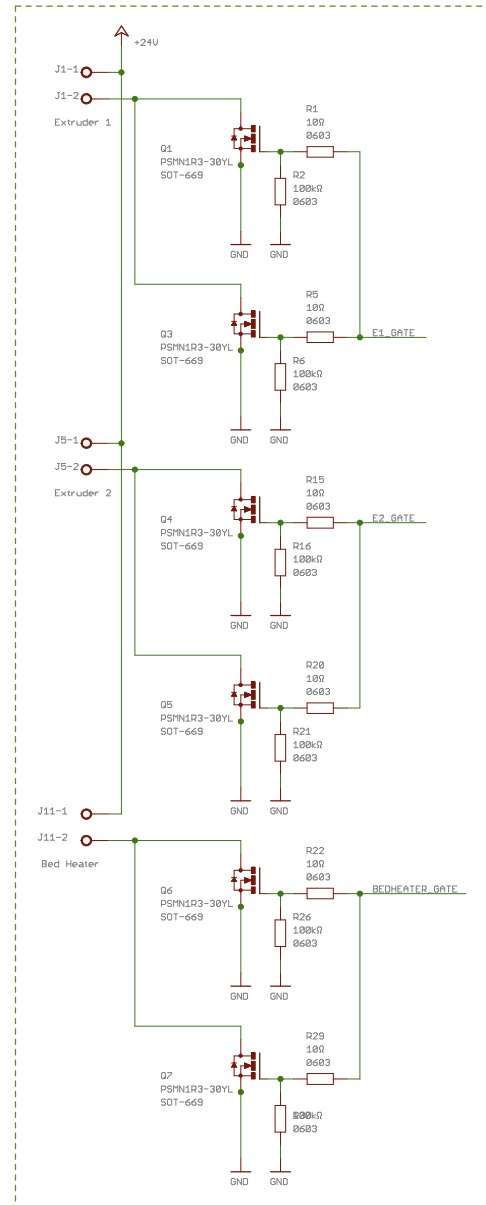 +24V
J1-1
J1-2
Extruder 1
R1
10Ω
0603
Q1
PSMN1R3-30YL
SOT-669
R2
100kΩ
0603
GND
GND
R5
10Ω
0603
E1_GATE
Q3
PSMN1R3-30YL
SOT-669
R6
100kΩ
0603
GND
GND
J5-1
J5-2
Extruder 2
R15
10Ω
0603
E2_GATE
Q4
PSMN1R3-30YL
SOT-669
R16
100kΩ
0603
GND
GND
R20
10Ω
0603
Q5
PSMN1R3-30YL
SOT-669
R21
100kΩ
0603
GND
GND
J11-1
J11-2
Bed Heater
R22
10Ω
0603
BEDHEATER_GATE
Q6
PSMN1R3-30YL
SOT-669
R26
100kΩ
0603
GND
GND
R29
10Ω
0603
Q7
PSMN1R3-30YL
SOT-669
0603
GND
GND